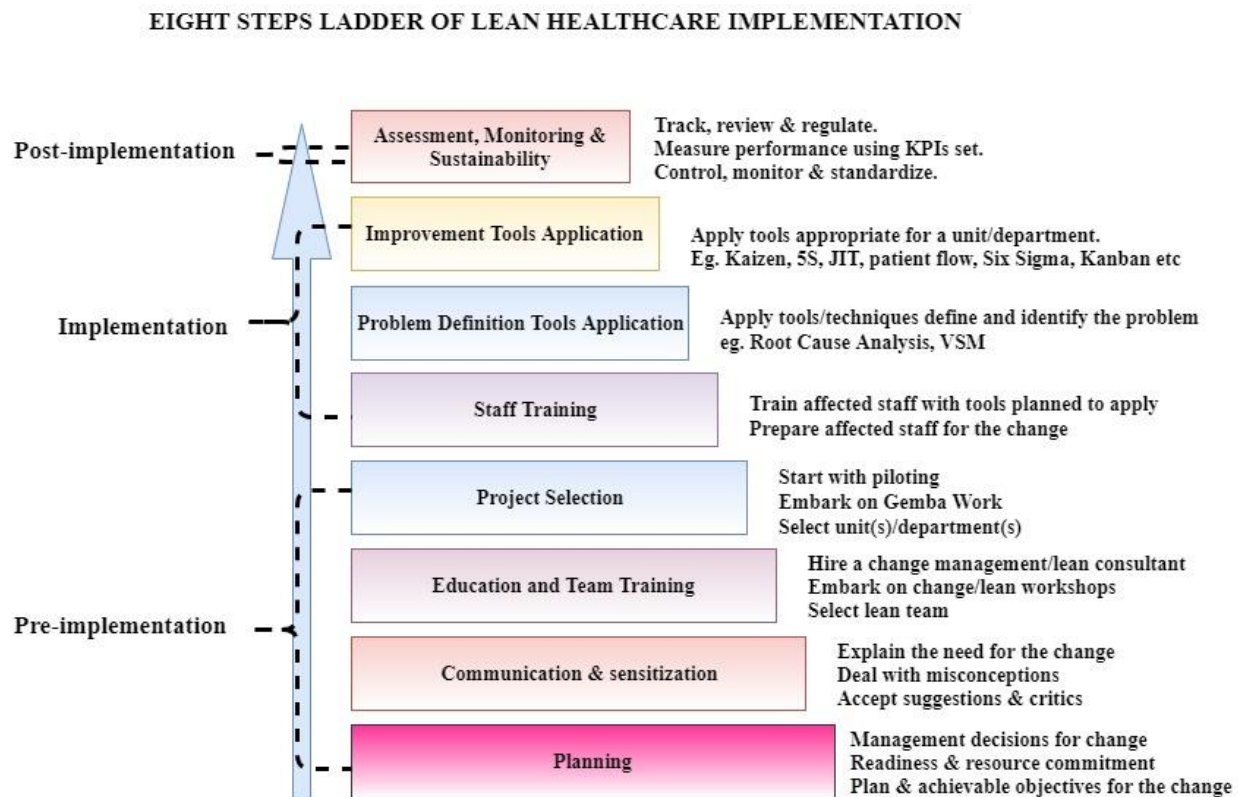 EIGHT STEPS LADDER OF LEAN HEALTHCARE IMPLEMENTATION
Post-implementation
Assessment, Monitoring &
Sustainability
Track, review & regulate.
Measure performance using KPIs set.
Control, monitor & standardize.
Improvement Tools Application
Apply tools appropriate for a unit/department.
Eg. Kaizen, 5S, JIT, patient flow, Six Sigma, Kanban etc
Implementation
Problem Definition Tools Application
Apply tools/techniques define and identify the problem
eg. Root Cause Analysis, VSM
Staff Training
Train affected staff with tools planned to apply
Prepare affected staff for the change
Project Selection
Start with piloting
Embark on Gemba Work
Select unit(s)/department(s)
Education and Team Training
Hire a change management/lean consultant
Embark on change/lean workshops
Select lean team
Pre-implementation
Communication & sensitization
Explain the need for the change
Deal with misconceptions
Accept suggestions & critics
Planning
Management decisions for change
Readiness & resource commitment
Plan & achievable objectives for the change